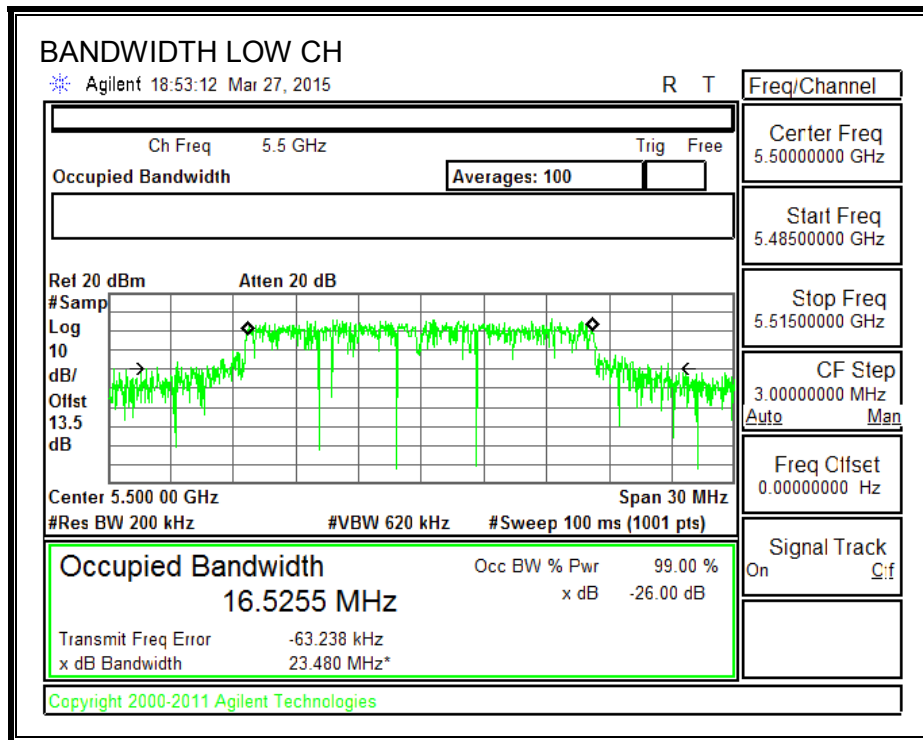 BANDWIDTH LOW CH
Agilent 18:53:12 Mar 27, 2015 R T
Freq/Channel
Ch Freq 5.5 GHz Trig Free
Occupied Bandwidth Averages: 100
Center Freq
5.50000000 GHz
Start Freq
5.48500000 GHz
Stop Freq
5.51500000 GHz
CF Step
3.00000000 MHz
Auto Man
Freq Offset
0.00000000 Hz
Signal Track
On Off
Ref 20 dBm Atten 20 dB
#Samp
Log
10
dB/
Offst
13.5
dB
Center 5.500 00 GHz Span 30 MHz
#Res BW 200 kHz #VBW 620 kHz #Sweep 100 ms (1001 pts)
Occupied Bandwidth
16.5255 MHz
Occ BW % Pwr 99.00 %
x dB -26.00 dB
Transmit Freq Error -63.238 kHz
x dB Bandwidth 23.480 MHz*
Copyright 2000-2011 Agilent Technologies